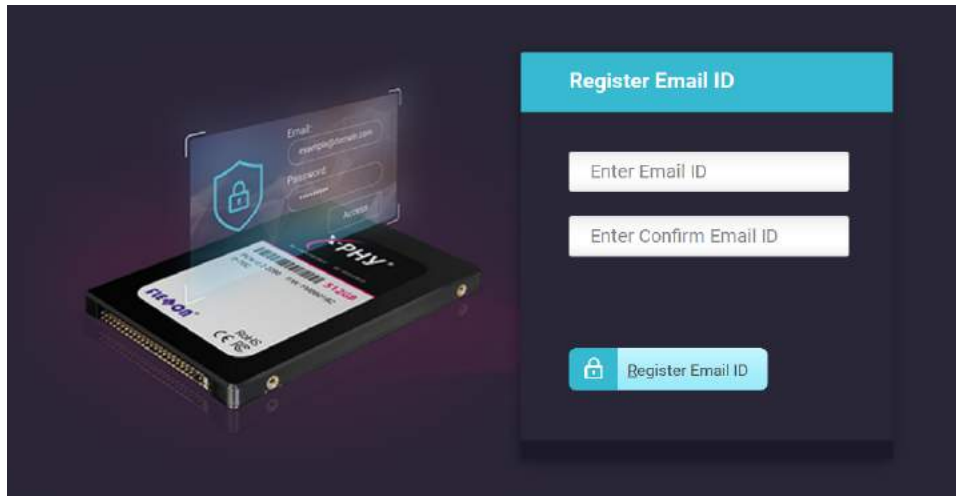 Email:
example@domain.com
Password:
Access
X-PHY
512GB
FLEXXON
RoHS
CE
Register Email ID
Enter Email ID
Enter Confirm Email ID
Register Email ID